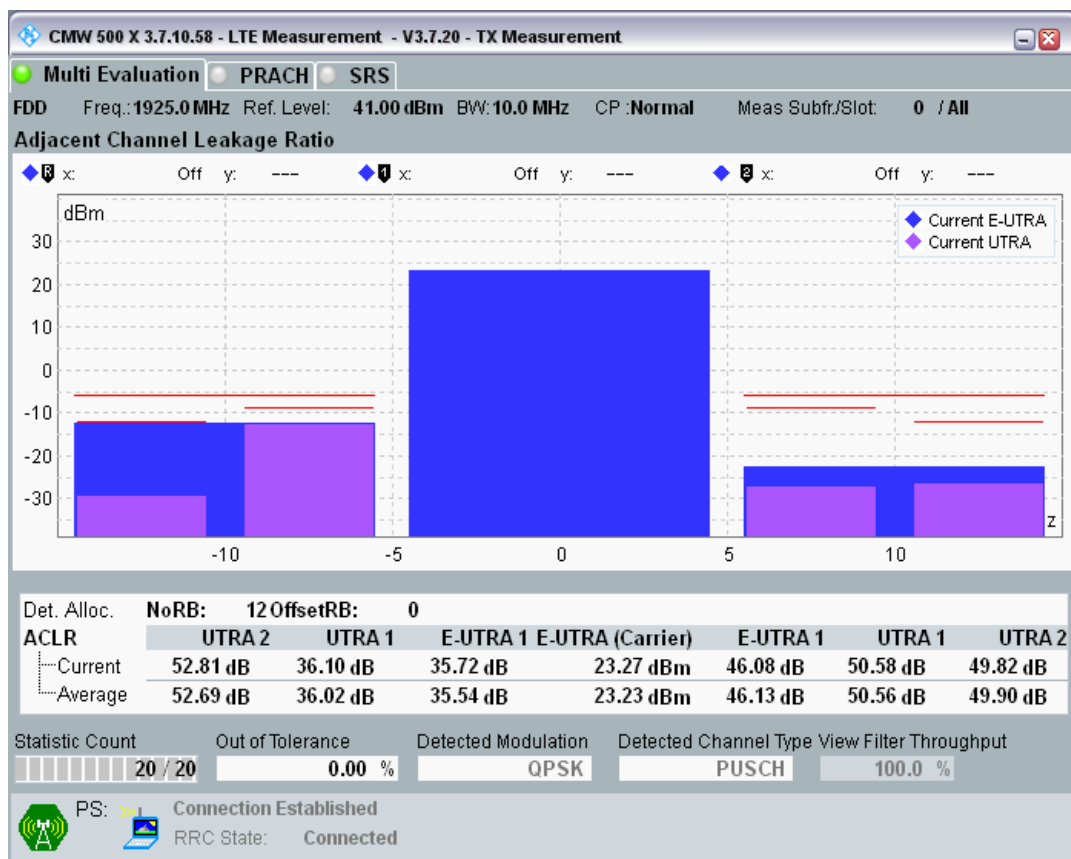 CMW 500 X 3.7.10.58 - LTE Measurement - V3.7.20 - TX Measurement
Multi Evaluation PRACH SRS
FDD Freq.: 1925.0 MHz Ref. Level: 41.00 dBm BW: 10.0 MHz CP :Normal Meas Subfr./Slot: 0 / All
Adjacent Channel Leakage Ratio
R x: Off y: --- 1 x: Off y: --- 2 x: Off y: ---
dBm
Current E-UTRA
Current UTRA
30
20
10
0
-10
-20
-30
z
-10 -5 0 5 10
Det. Alloc. NoRB: 12 OffsetRB: 0
ACLR UTRA 2 UTRA 1 E-UTRA 1 E-UTRA (Carrier) E-UTRA 1 UTRA 1 UTRA 2
Current 52.81 dB 36.10 dB 35.72 dB 23.27 dBm 46.08 dB 50.58 dB 49.82 dB
Average 52.69 dB 36.02 dB 35.54 dB 23.23 dBm 46.13 dB 50.56 dB 49.90 dB
Statistic Count Out of Tolerance Detected Modulation Detected Channel Type View Filter Throughput
20 / 20 0.00 % QPSK PUSCH 100.0 %
PS: Connection Established
RRC State: Connected